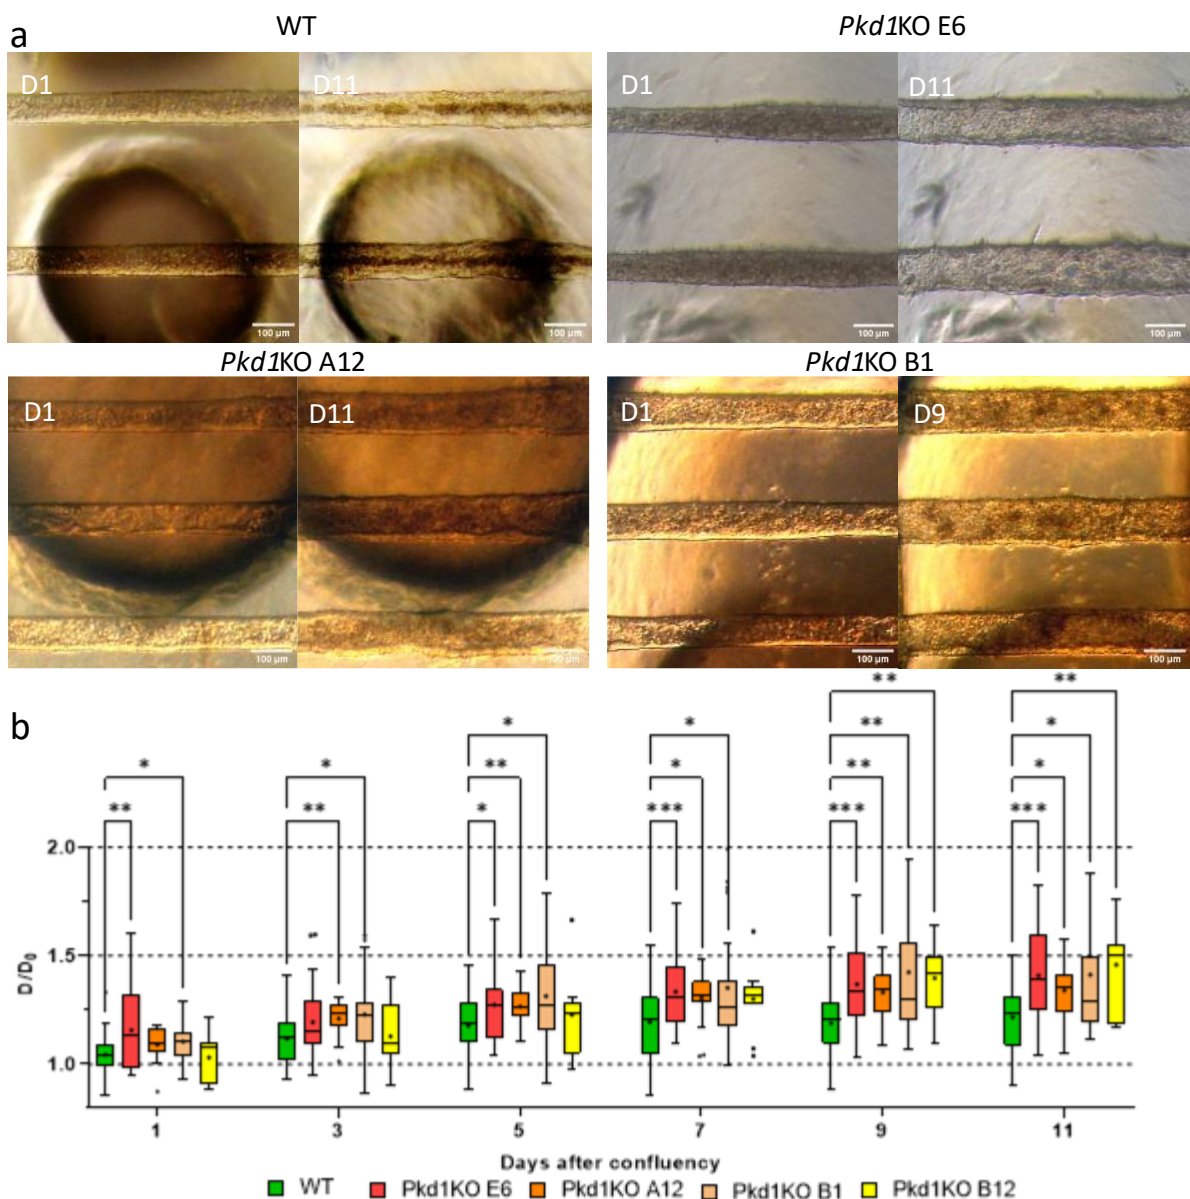 a
WT
Pkd1KO E6
D1
D11
D1
D11
100 µm
100 µm
100 µm
100 µm
Pkd1KO A12
Pkd1KO B1
D1
D11
D1
D9
100 µm
100 µm
100 µm
100 µm
b
** **
* * ** *
* * ** * ** *
** ** * *** *** ***
2.0
1.5
1.0
D/D0
1 3 5 7 9 11
Days after confluency
WT Pkd1KO E6 Pkd1KO A12 Pkd1KO B1 Pkd1KO B12